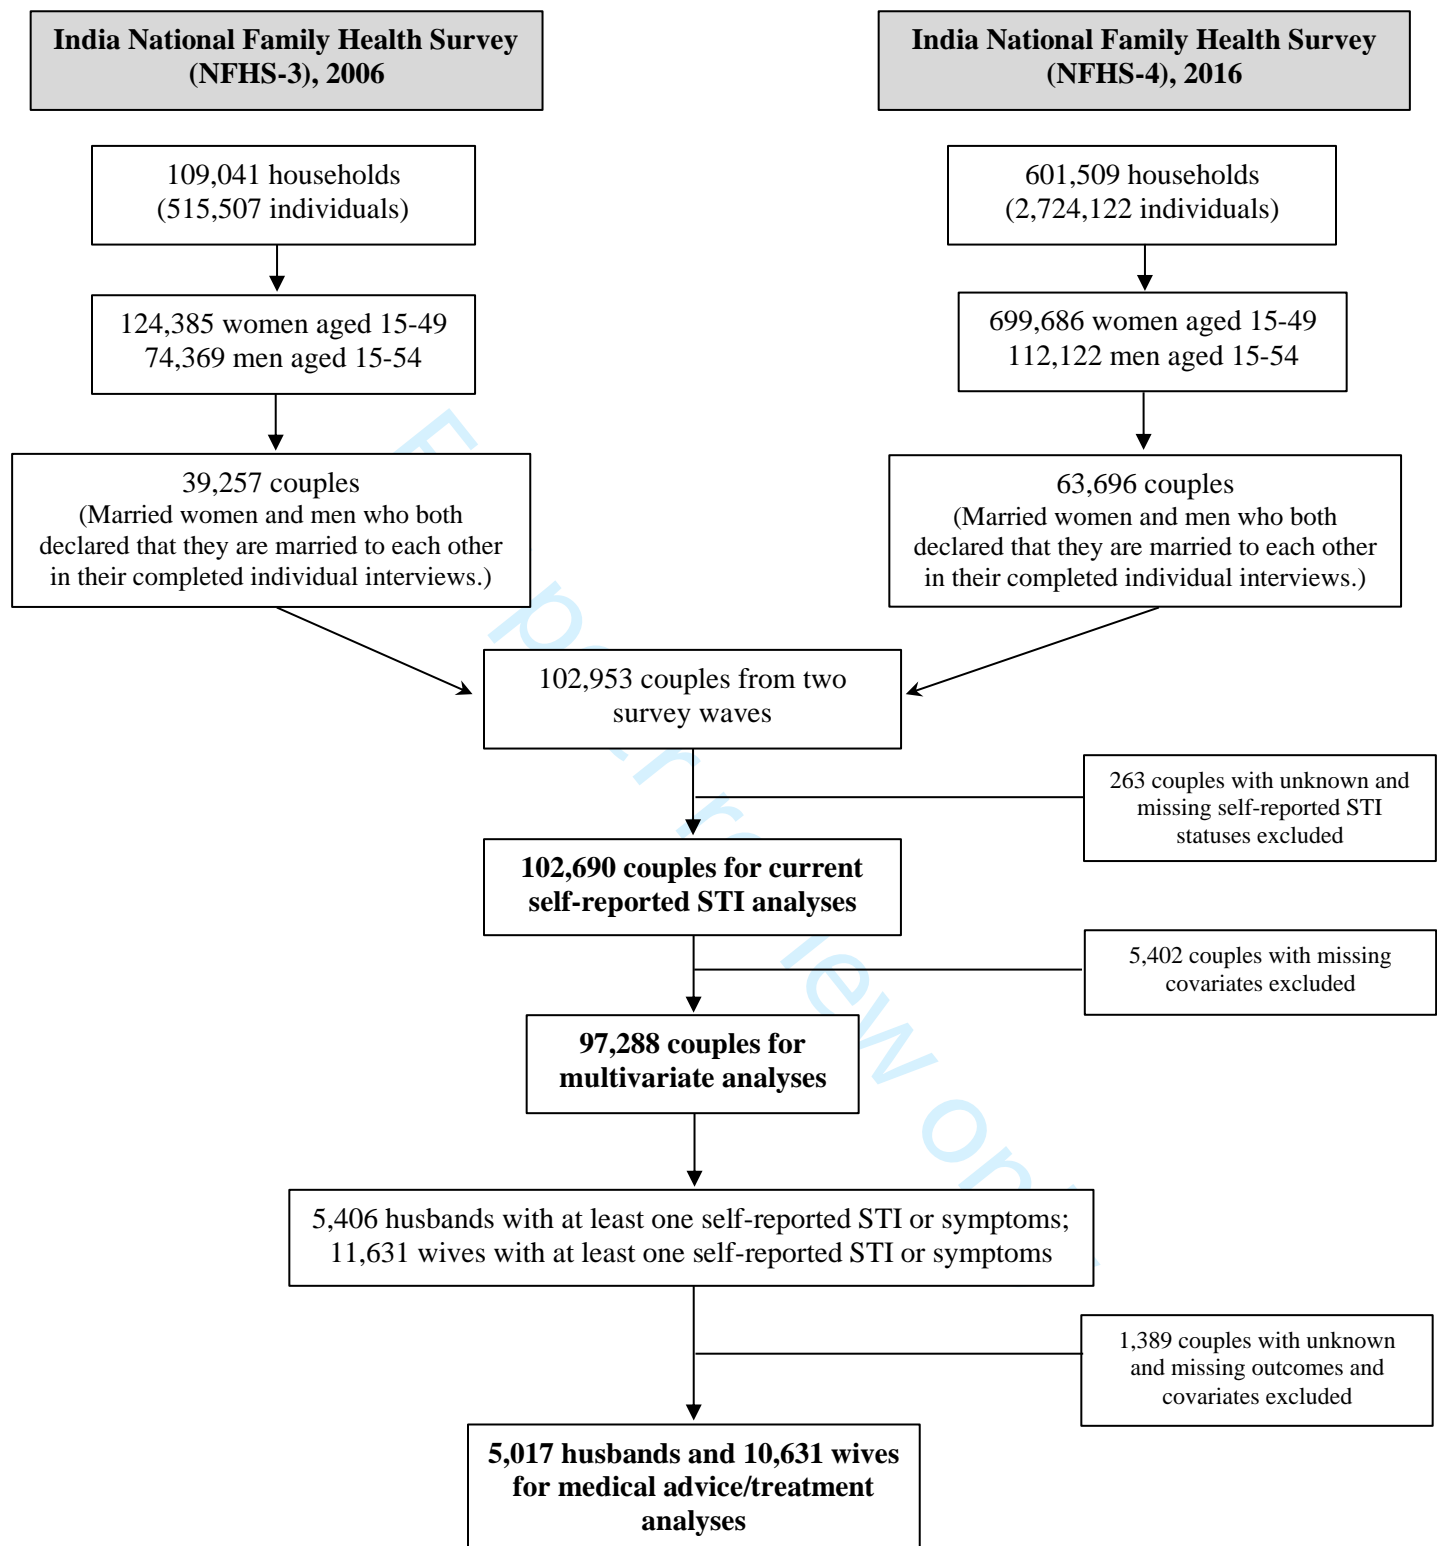 India National Family Health Survey
(NFHS-3), 2006
India National Family Health Survey
(NFHS-4), 2016
109,041 households
(515,507 individuals)
601,509 households
(2,724,122 individuals)
124,385 women aged 15-49
74,369 men aged 15-54
699,686 women aged 15-49
112,122 men aged 15-54
39,257 couples
(Married women and men who both
declared that they are married to each other
in their completed individual interviews.)
63,696 couples
(Married women and men who both
declared that they are married to each other
in their completed individual interviews.)
102,953 couples from two
survey waves
263 couples with unknown and
missing self-reported STI
statuses excluded
102,690 couples for current
self-reported STI analyses
5,402 couples with missing
covariates excluded
97,288 couples for
multivariate analyses
5,406 husbands with at least one self-reported STI or symptoms;
11,631 wives with at least one self-reported STI or symptoms
1,389 couples with unknown
and missing outcomes and
covariates excluded
5,017 husbands and 10,631 wives
for medical advice/treatment
analyses